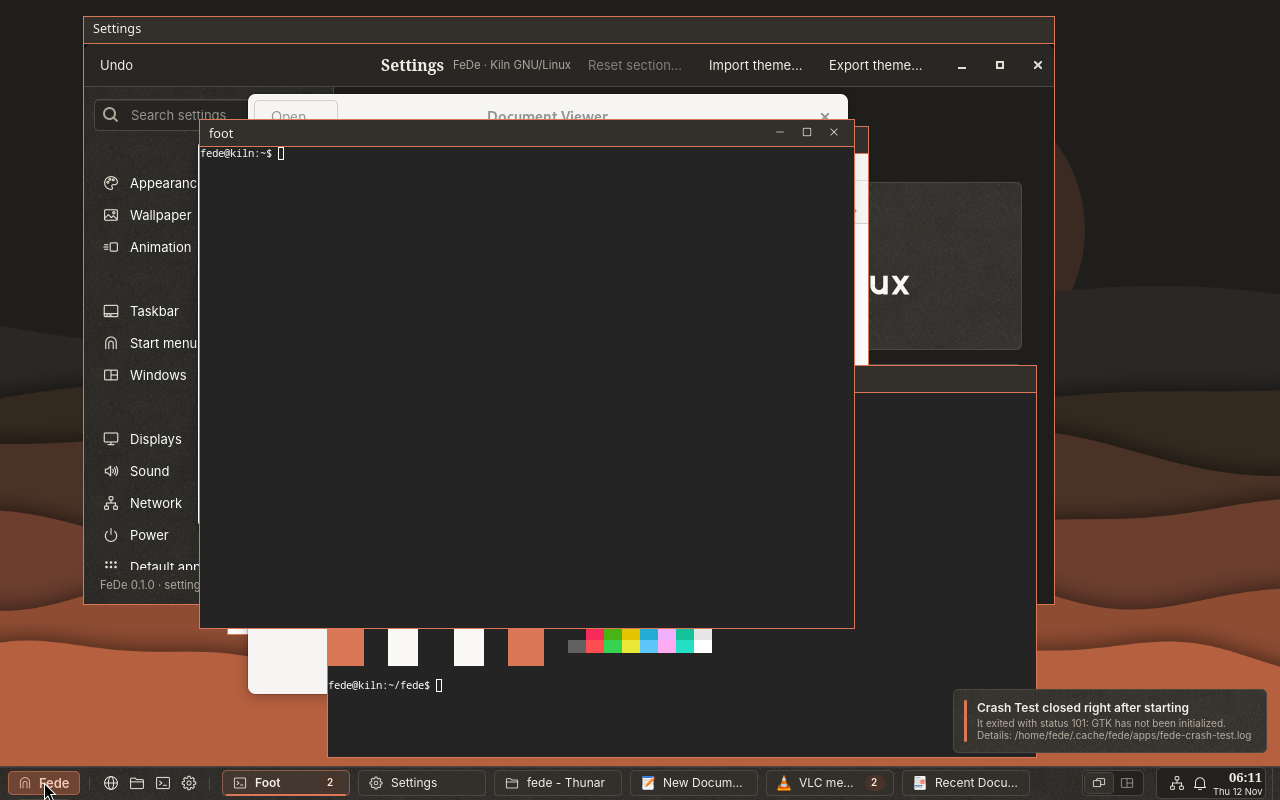 Settings
Undo
Settings
FeDe · Kiln GNU/Linux
Reset section...
Import theme...
Export theme...
Search settings
Open
Document Viewer
foot
fede@kiln:~$
Wallpaper
Animation
ux
Taskbar
Start menu
Windows
Displays
Sound
Network
Power
Default app
FeDe 0.1.0 · setting
fede@kiln:~/fede$
Crash Test closed right after starting
It exited with status 101: GTK has not been initialized.
Details: /home/fede/.cache/fede/apps/fede-crash-test.log
Fede
Foot
2
Settings
fede - Thunar
New Docum...
VLC me...
2
Recent Docu...
06:11
Thu 12 Nov